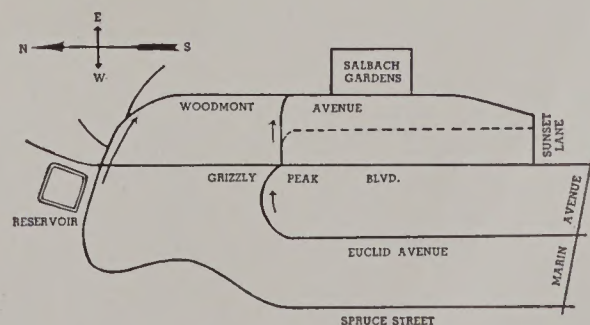 E
N S
W
SALBACH
GARDENS
WOODMONT AVENUE
SUNSET
LANE
GRIZZLY PEAK BLVD.
RESERVOIR
EUCLID AVENUE
MARIN AVENUE
SPRUCE STREET